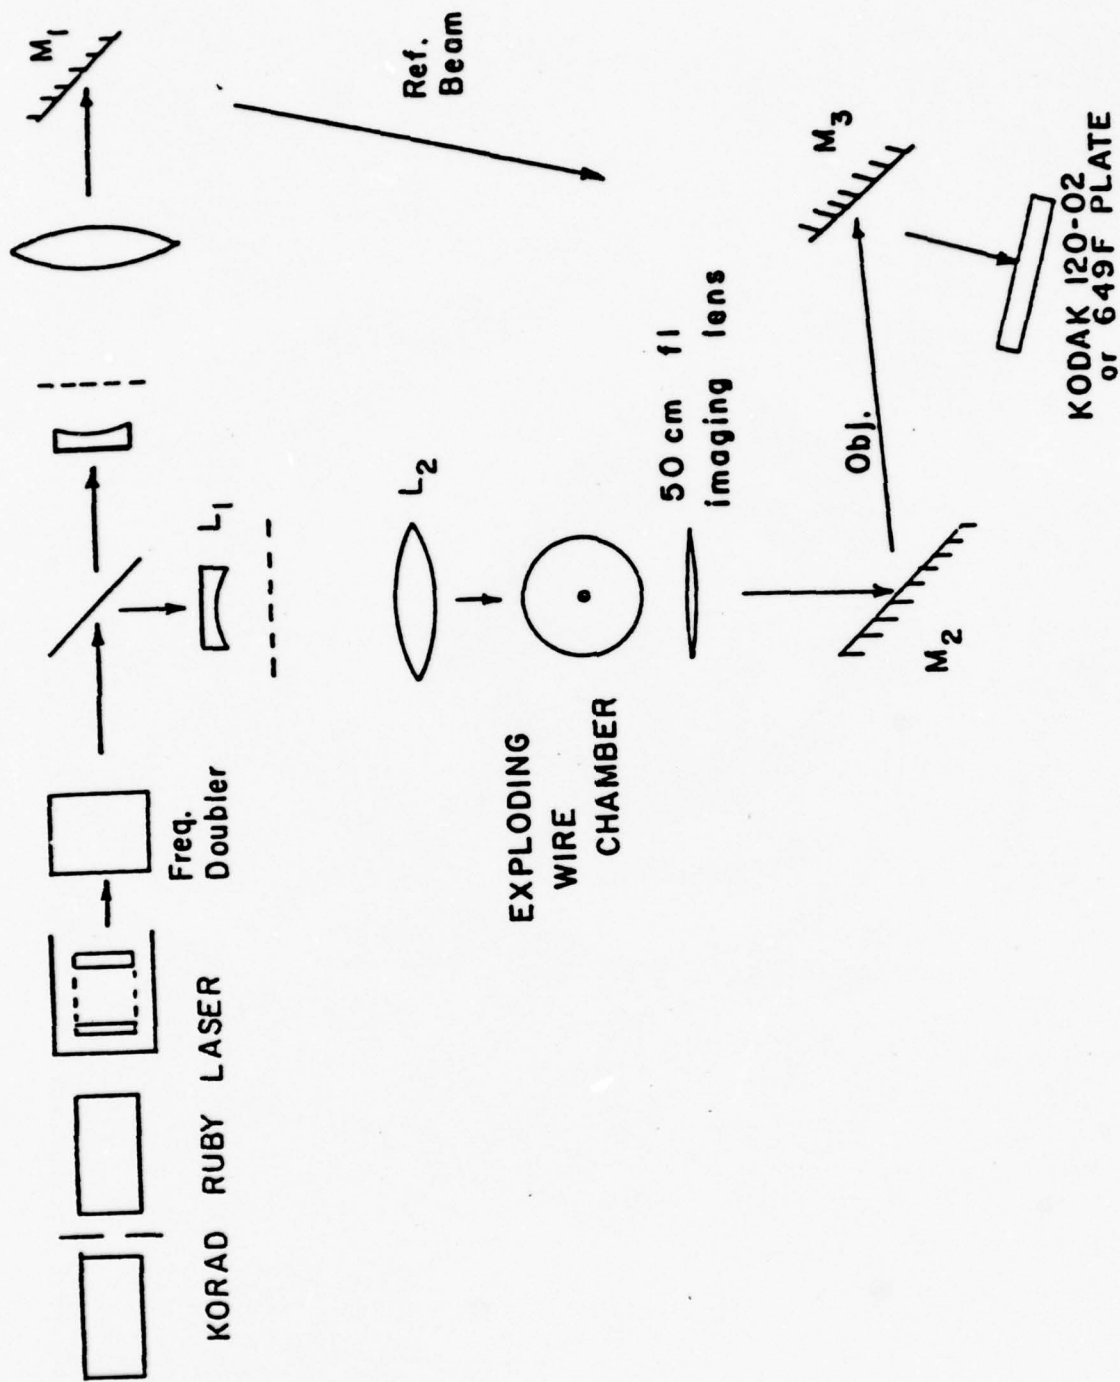 M1
Ref.
Beam
Freq.
Doubler
KORAD RUBY LASER
L1
L2
EXPLODING
WIRE
CHAMBER
50 cm fl
imaging lens
Obj.
M2
M3
KODAK 120-02
or 649F PLATE